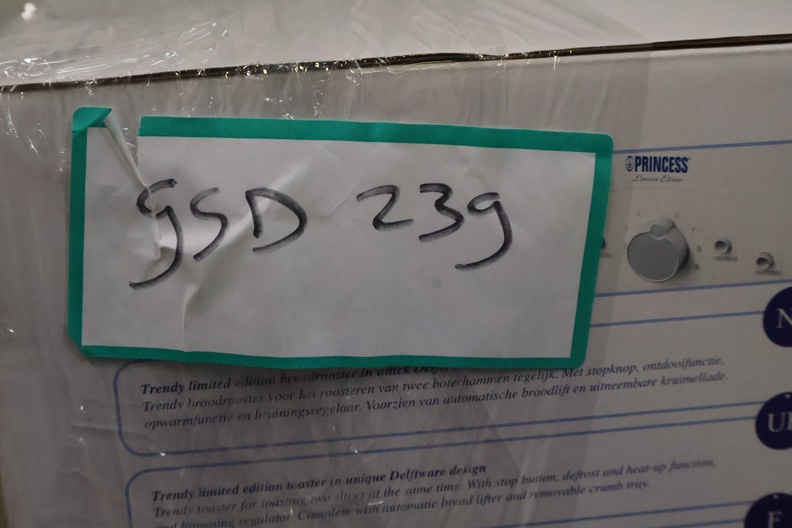 gSD 239
PRINCESS
Limited Edition
N
Trendy limited edition broodrooster in uniek
Trendy broodrooster voor het roosteren van twee boterhammen tegelijk. Met stopknop, ontdooifunctie,
opwarmfunctie en bruiningsregelaar. Voorzien van automatische broodlift en uitneembare kruimellade.
Trendy limited edition toaster in unique Delftware design
Trendy toaster for toasting two slices at the same time. With stop button, defrost and heat-up function,
and browning regulator. Complete with automatic bread lifter and removable crumb tray.